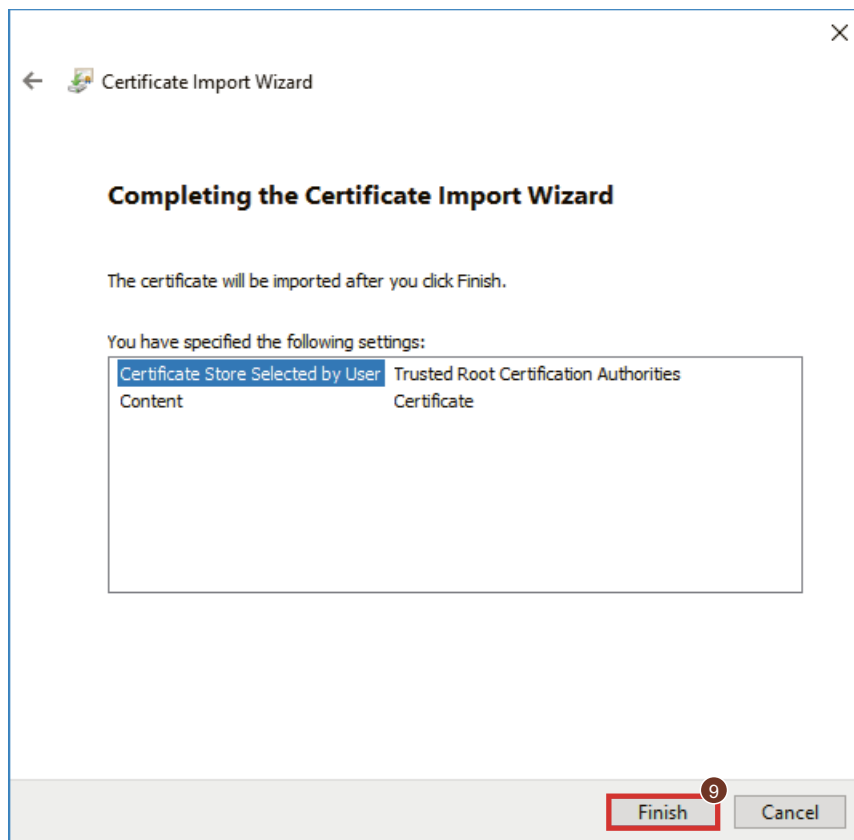 Certificate Import Wizard
Completing the Certificate Import Wizard
The certificate will be imported after you click Finish.
You have specified the following settings:
Certificate Store Selected by User Trusted Root Certification Authorities
Content Certificate
9
Finish Cancel